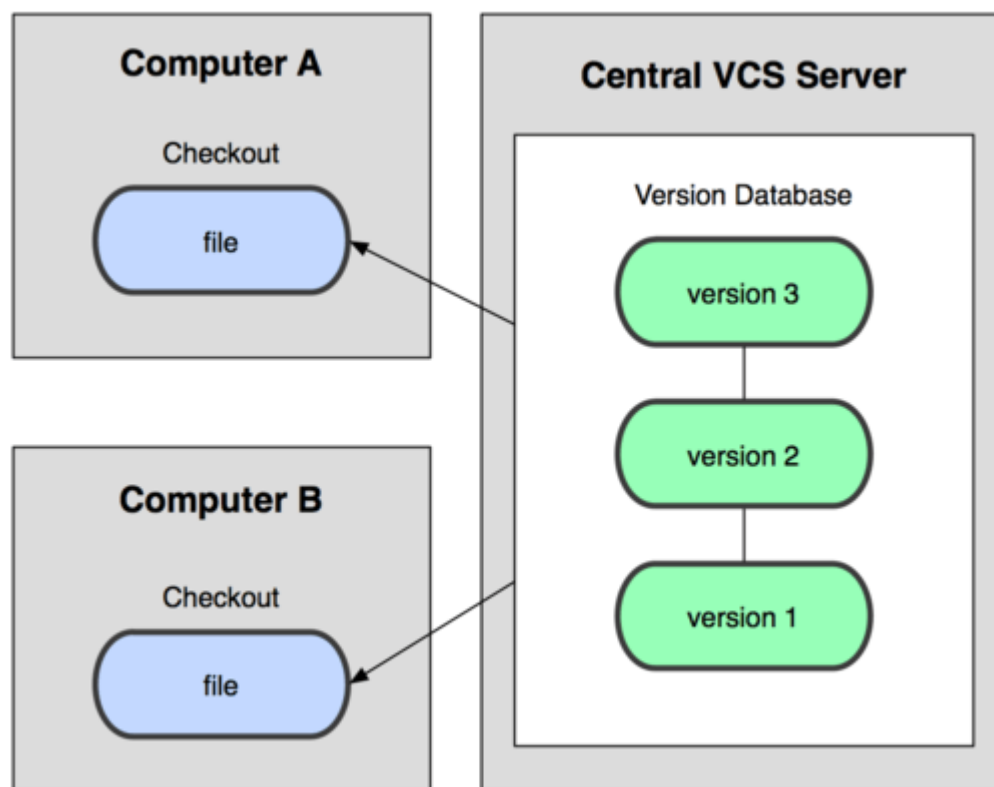 Computer A
Checkout
file
Computer B
Checkout
file
Central VCS Server
Version Database
version 3
version 2
version 1